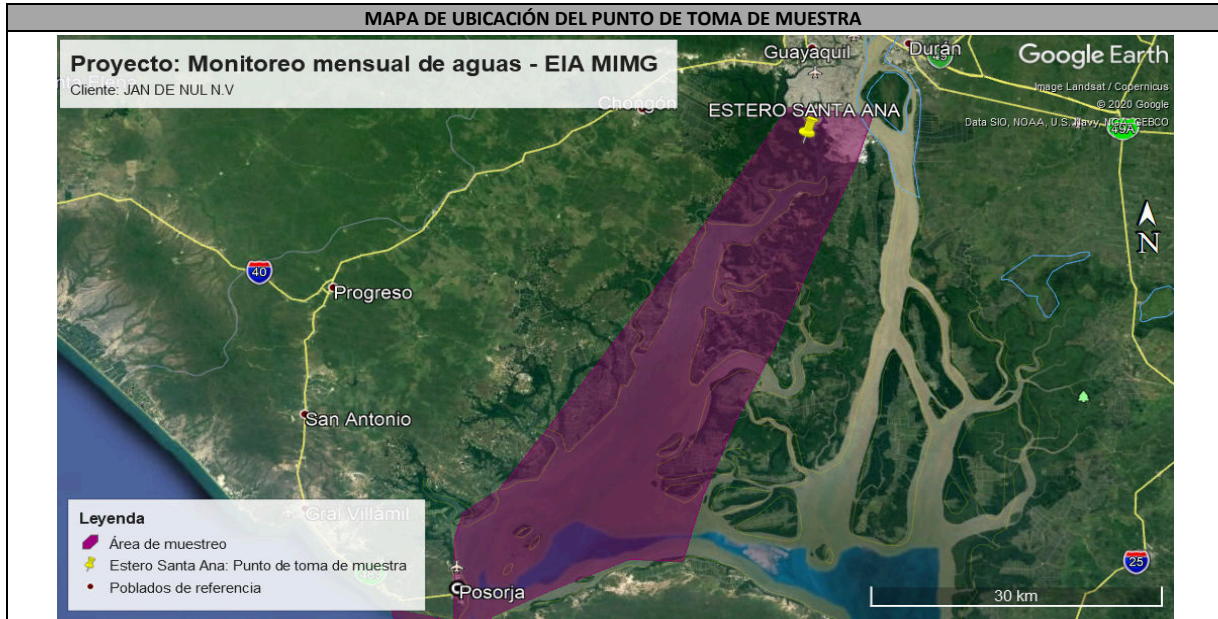 MAPA DE UBICACIÓN DEL PUNTO DE TOMA DE MUESTRA
Proyecto: Monitoreo mensual de aguas - EIA MIMG
Cliente: JAN DE NUL N.V
Guayaquil
Durán
49
Google Earth
Image Landsat / Copernicus
© 2020 Google
Data SIO, NOAA, U.S. Navy, NGA, GEBCO
49A
Chongón
ESTERO SANTA ANA
N
40
Progreso
San Antonio
Gral Villamil
Leyenda
Área de muestreo
Estero Santa Ana: Punto de toma de muestra
Poblados de referencia
Posorja
25
30 km